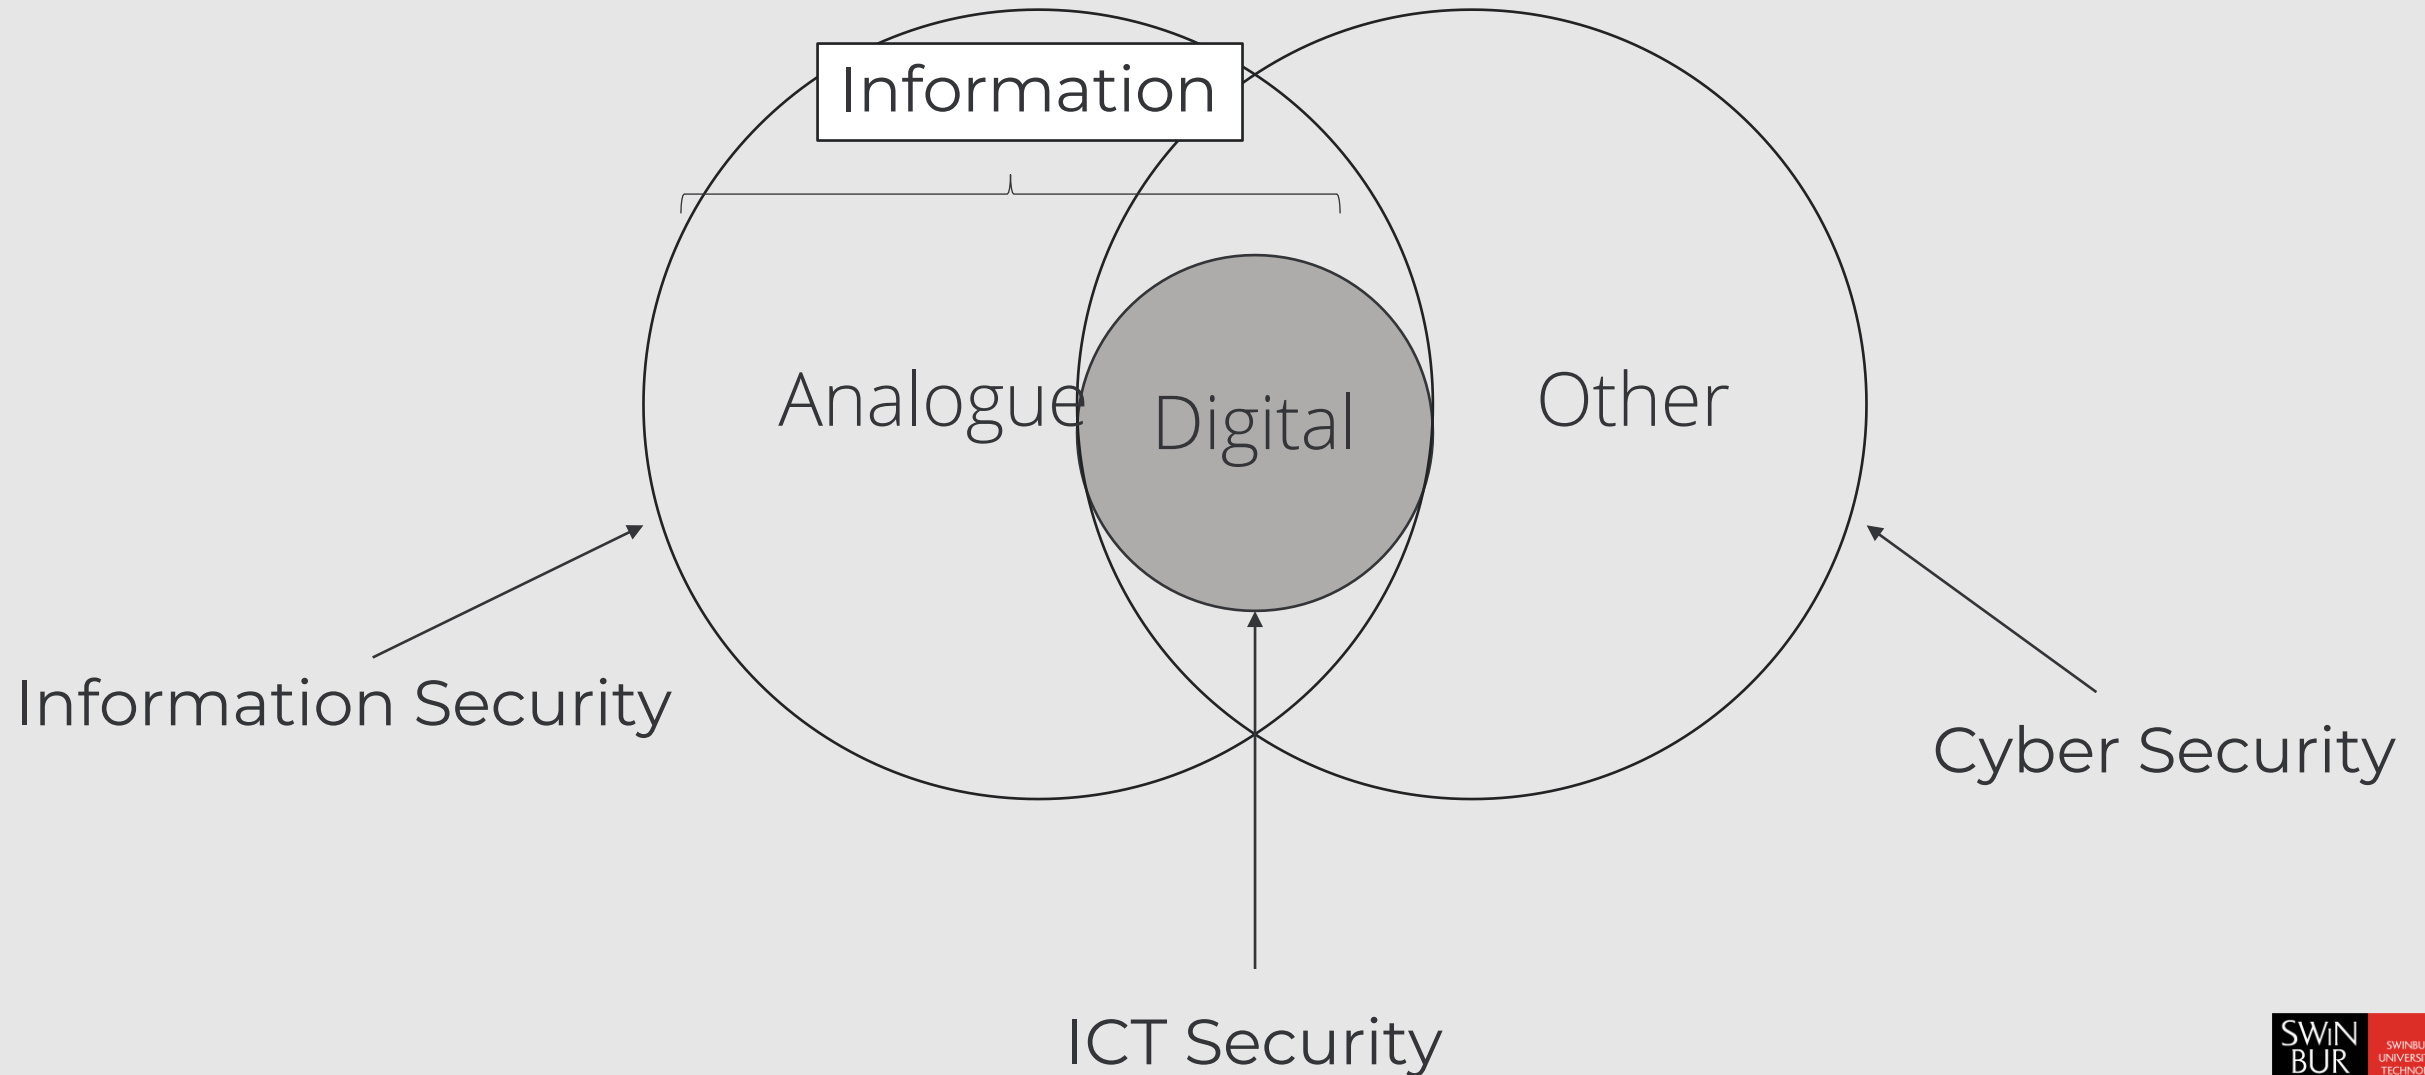 Information
Analogue
Digital
Other
Information Security
Cyber Security
ICT Security
SWIN
BUR